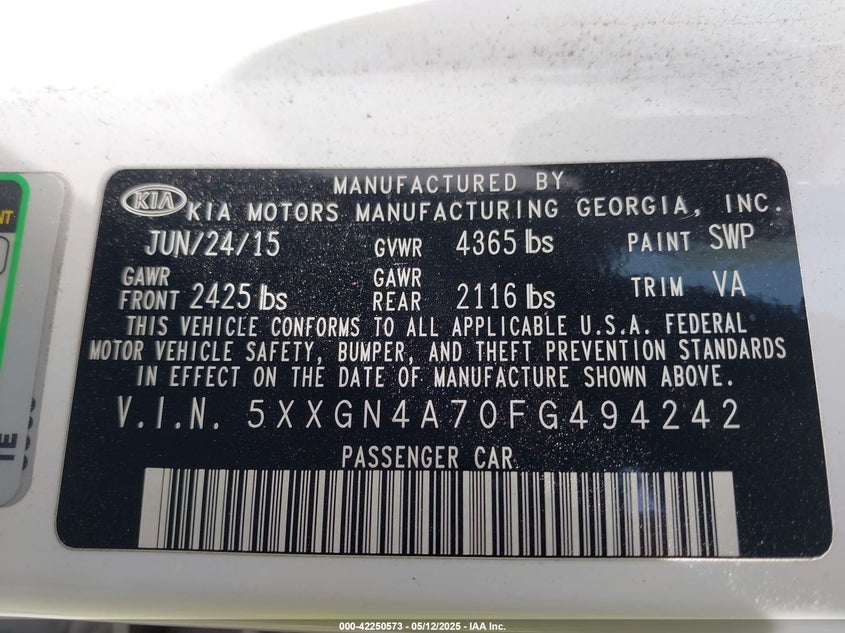 MANUFACTURED BY
KIA KIA MOTORS MANUFACTURING GEORGIA, INC.
JUN/24/15 GVWR 4365 lbs PAINT SWP
GAWR FRONT 2425 lbs GAWR REAR 2116 lbs TRIM VA
THIS VEHICLE CONFORMS TO ALL APPLICABLE U.S.A. FEDERAL
MOTOR VEHICLE SAFETY, BUMPER, AND THEFT PREVENTION STANDARDS
IN EFFECT ON THE DATE OF MANUFACTURE SHOWN ABOVE.
V.I.N. 5XXGN4A70FG494242
PASSENGER CAR
000-42250573 — 05/12/2025 — IAA Inc.